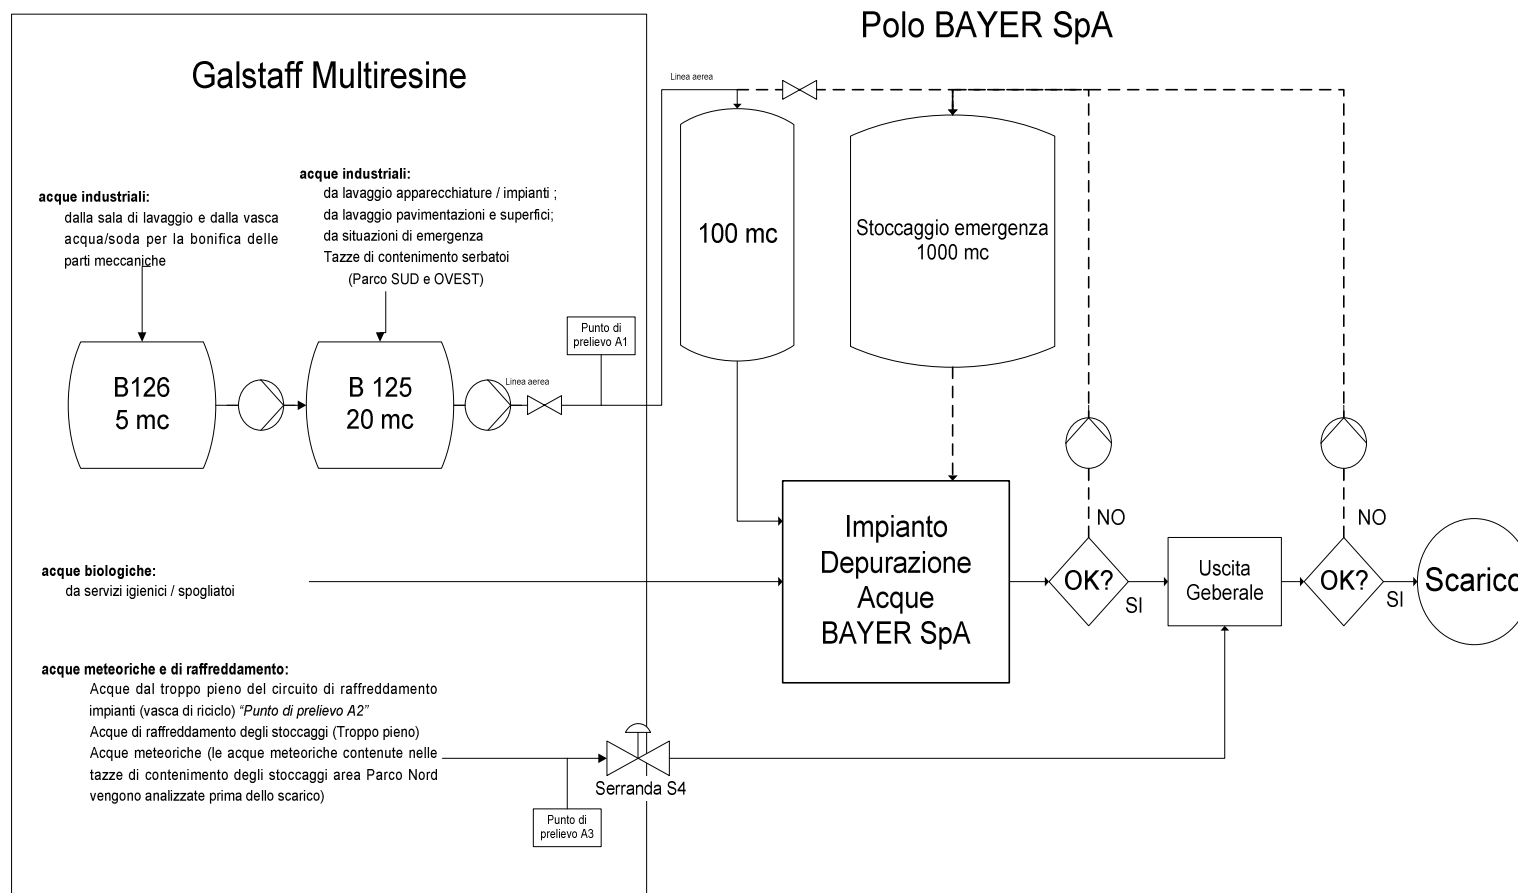 Polo BAYER SpA
Galstaff Multiresine
Linea aerea
acque industriali:
dalla sala di lavaggio e dalla vasca
acqua/soda per la bonifica delle
parti meccaniche
acque industriali:
da lavaggio apparecchiature / impianti ;
da lavaggio pavimentazioni e superfici;
da situazioni di emergenza
Tazze di contenimento serbatoi
(Parco SUD e OVEST)
100 mc
Stoccaggio emergenza
1000 mc
Punto di
prelievo A1
B126
5 mc
B 125
20 mc
Linea aerea
Impianto
Depurazione
Acque
BAYER SpA
NO
OK?
SI
Uscita
Geberale
NO
OK?
SI
Scarico
acque biologiche:
da servizi igienici / spogliatoi
acque meteoriche e di raffreddamento:
Acque dal troppo pieno del circuito di raffreddamento
impianti (vasca di riciclo) “Punto di prelievo A2”
Acque di raffreddamento degli stoccaggi (Troppo pieno)
Acque meteoriche (le acque meteoriche contenute nelle
tazze di contenimento degli stoccaggi area Parco Nord
vengono analizzate prima dello scarico)
Serranda S4
Punto di
prelievo A3